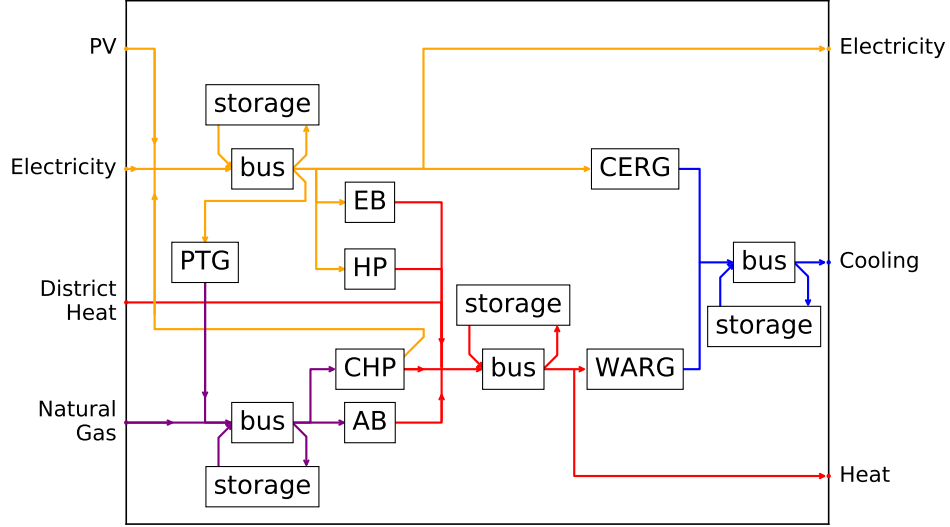 PV
Electricity
storage
Electricity
bus
CERG
EB
PTG
HP
bus
Cooling
District
Heat
storage
storage
CHP
bus
WARG
Natural
Gas
bus
AB
storage
Heat